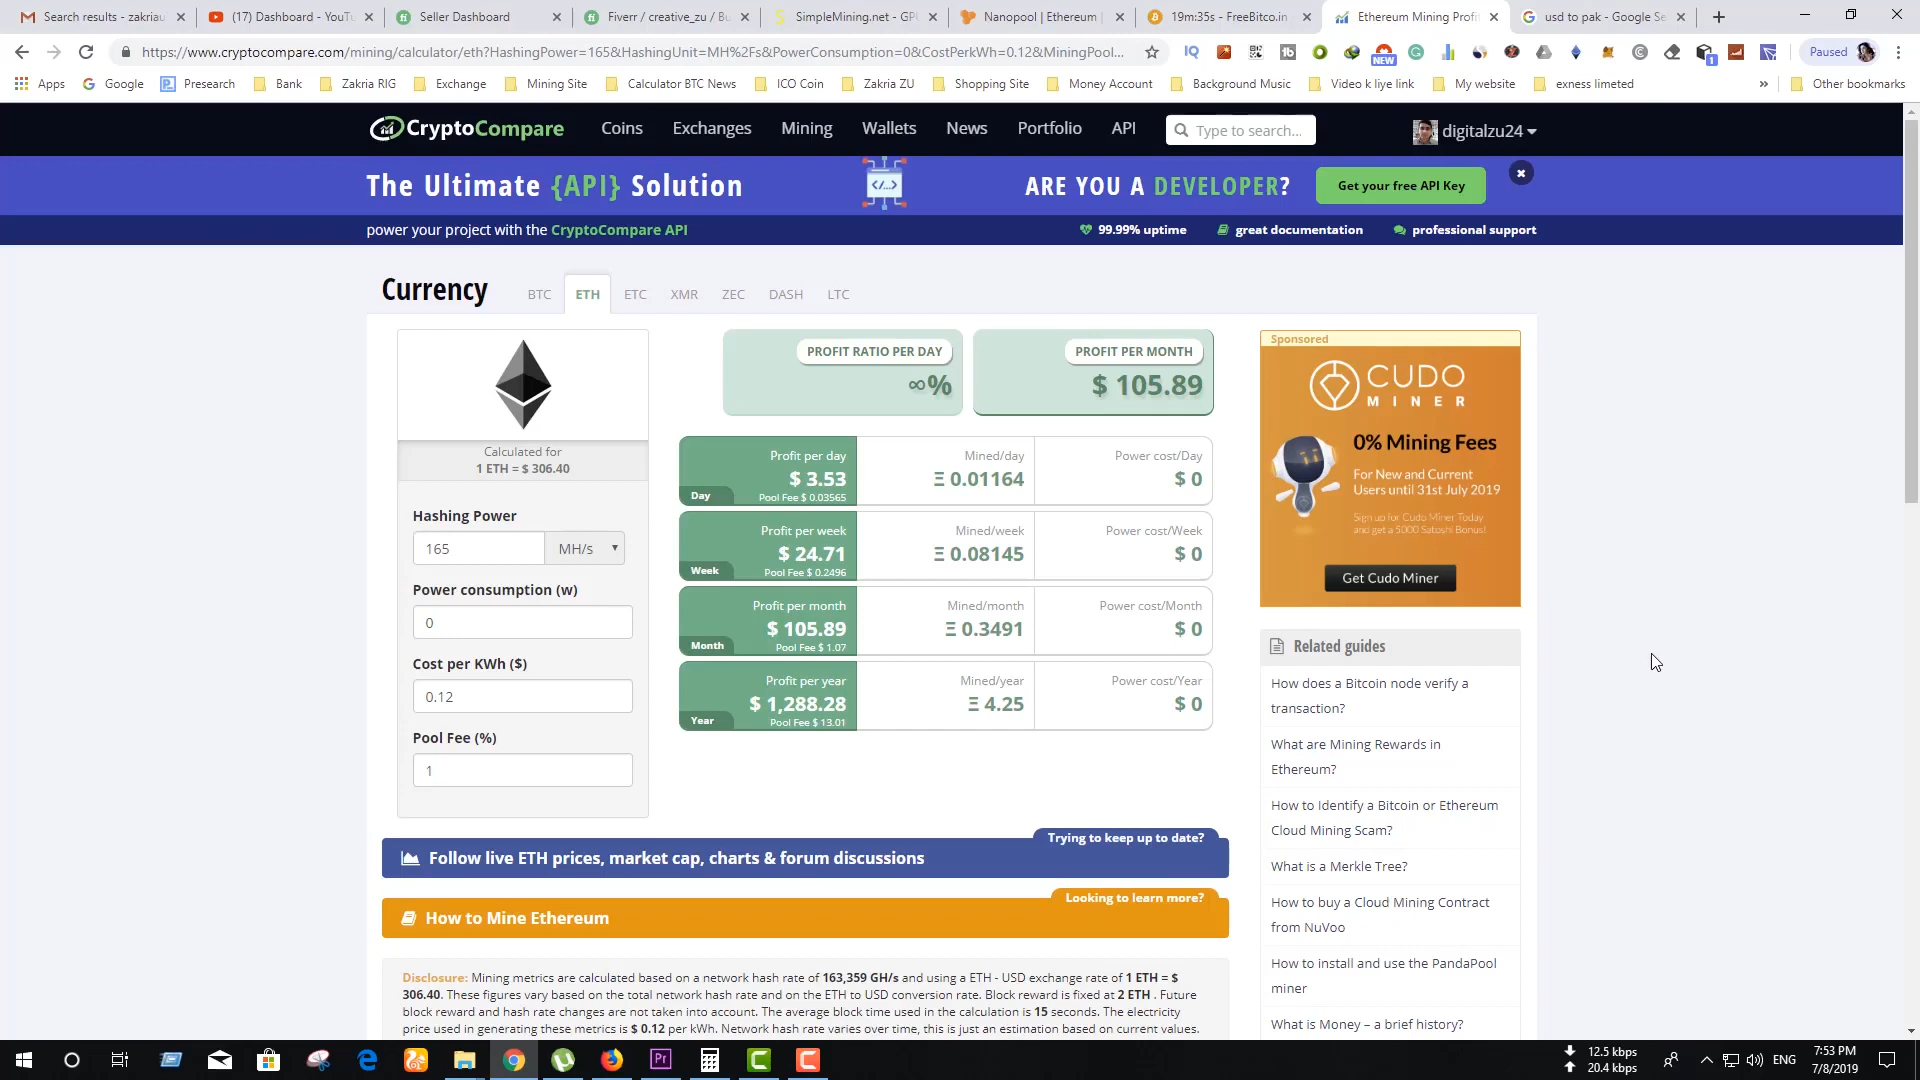 Search results - zakriau
(17) Dashboard - YouTu
Seller Dashboard
Fiverr / creative_zu / Bu
SimpleMining.net - GPU
Nanopool | Ethereum |
19m:35s - FreeBitco.in
Ethereum Mining Profi
usd to pak - Google Se
https://www.cryptocompare.com/mining/calculator/eth?HashingPower=165&HashingUnit=MH%2Fs&PowerConsumption=0&CostPerkWh=0.12&MiningPool...
IQ
NEW
1
Paused
Apps
Google
Presearch
Bank
Zakria RIG
Exchange
Mining Site
Calculator BTC News
ICO Coin
Zakria ZU
Shopping Site
Money Account
Background Music
Video k liye link
My website
exness limeted
»
Other bookmarks
CryptoCompare
Coins
Exchanges
Mining
Wallets
News
Portfolio
API
Type to search...
digitalzu24
The Ultimate {API} Solution
</>
ARE YOU A DEVELOPER?
Get your free API Key
power your project with the CryptoCompare API
99.99% uptime
great documentation
professional support
Currency
BTC
ETH
ETC
XMR
ZEC
DASH
LTC
Calculated for
1 ETH = $ 306.40
Hashing Power
165
MH/s
Power consumption (w)
0
Cost per KWh ($)
0.12
Pool Fee (%)
1
PROFIT RATIO PER DAY
∞%
PROFIT PER MONTH
$ 105.89
Profit per day
$ 3.53
Day
Pool Fee $ 0.03565
Mined/day
Ξ 0.01164
Power cost/Day
$ 0
Profit per week
$ 24.71
Week
Pool Fee $ 0.2496
Mined/week
Ξ 0.08145
Power cost/Week
$ 0
Profit per month
$ 105.89
Month
Pool Fee $ 1.07
Mined/month
Ξ 0.3491
Power cost/Month
$ 0
Profit per year
$ 1,288.28
Year
Pool Fee $ 13.01
Mined/year
Ξ 4.25
Power cost/Year
$ 0
Sponsored
CUDO
MINER
0% Mining Fees
For New and Current
Users until 31st July 2019
Sign up for Cudo Miner Today
and get a 5000 Satoshi Bonus!
Get Cudo Miner
Related guides
How does a Bitcoin node verify a
transaction?
What are Mining Rewards in
Ethereum?
How to Identify a Bitcoin or Ethereum
Cloud Mining Scam?
What is a Merkle Tree?
How to buy a Cloud Mining Contract
from NuVoo
How to install and use the PandaPool
miner
What is Money – a brief history?
Trying to keep up to date?
Follow live ETH prices, market cap, charts & forum discussions
Looking to learn more?
How to Mine Ethereum
Disclosure: Mining metrics are calculated based on a network hash rate of 163,359 GH/s and using a ETH - USD exchange rate of 1 ETH = $
306.40. These figures vary based on the total network hash rate and on the ETH to USD conversion rate. Block reward is fixed at 2 ETH . Future
block reward and hash rate changes are not taken into account. The average block time used in the calculation is 15 seconds. The electricity
price used in generating these metrics is $ 0.12 per kWh. Network hash rate varies over time, this is just an estimation based on current values.
Pr
12.5 kbps
20.4 kbps
ENG
7:53 PM
7/8/2019